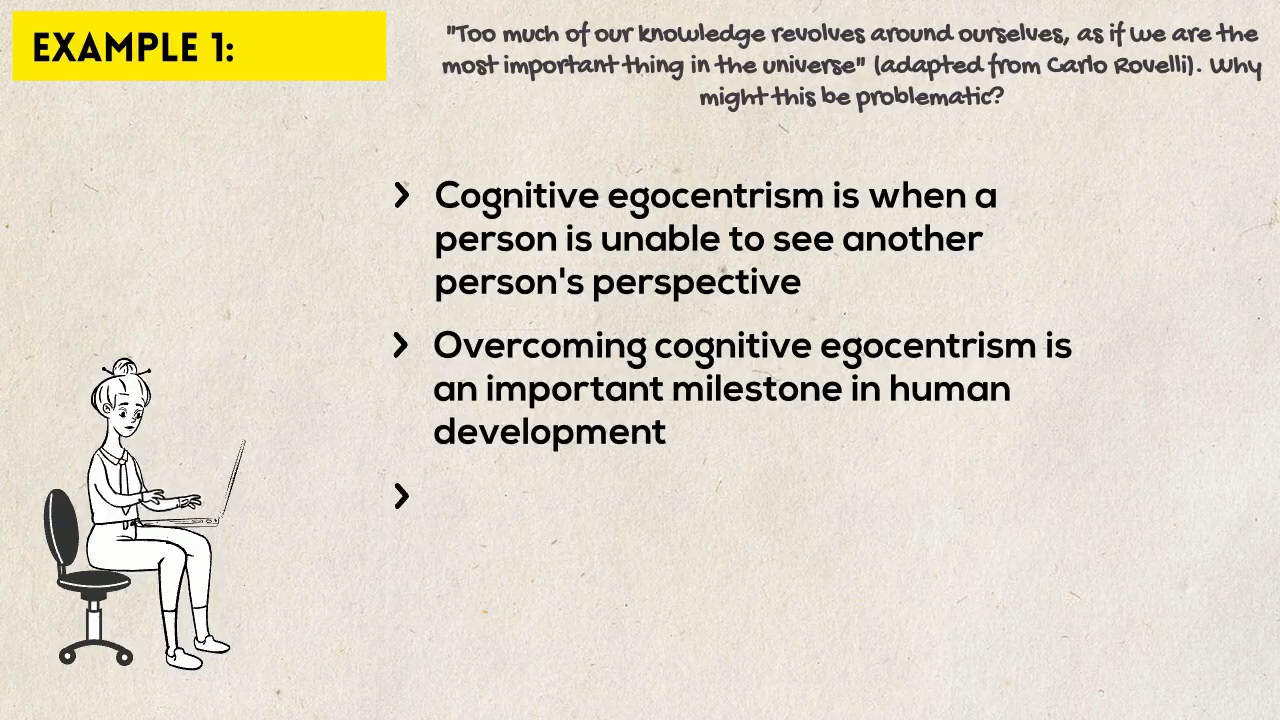 EXAMPLE 1:
"Too much of our knowledge revolves around ourselves, as if we are the
most important thing in the universe" (adapted from Carlo Rovelli). Why
might this be problematic?
Cognitive egocentrism is when a
person is unable to see another
person's perspective
Overcoming cognitive egocentrism is
an important milestone in human
development